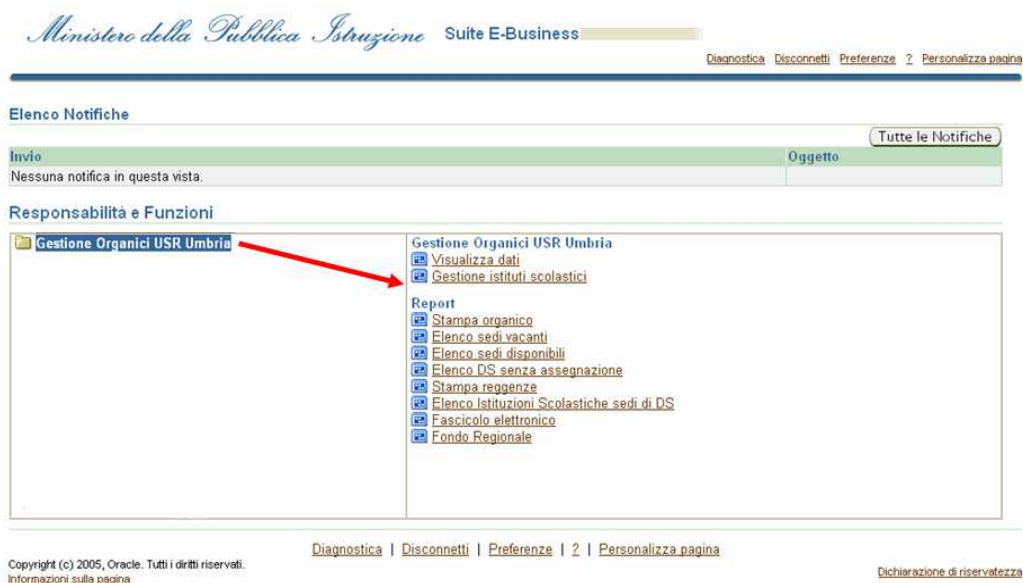 Ministero della Pubblica Istruzione Suite E-Business
Diagnostica Disconnetti Preferenze ? Personalizza pagina
Elenco Notifiche
Tutte le Notifiche
Invio Oggetto
Nessuna notifica in questa vista.
Responsabilità e Funzioni
Gestione Organici USR Umbria
Gestione Organici USR Umbria
Visualizza dati
Gestione istituti scolastici
Report
Stampa organico
Elenco sedi vacanti
Elenco sedi disponibili
Elenco DS senza assegnazione
Stampa reggenze
Elenco Istituzioni Scolastiche sedi di DS
Fascicolo elettronico
Fondo Regionale
Diagnostica | Disconnetti | Preferenze | ? | Personalizza pagina
Copyright (c) 2005, Oracle. Tutti i diritti riservati.
Informazioni sulla pagina Dichiarazione di riservatezza